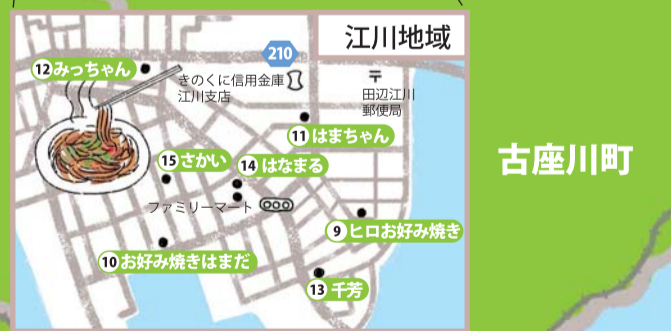 江川地域
210
12 みっちゃん
きのくに信用金庫
江川支店
〒
田辺江川
郵便局
11 はまちゃん
15 さかい
14 はなまる
ファミリーマート
9 ヒロお好み焼き
10 お好み焼きはまだ
13 千芳
古座川町